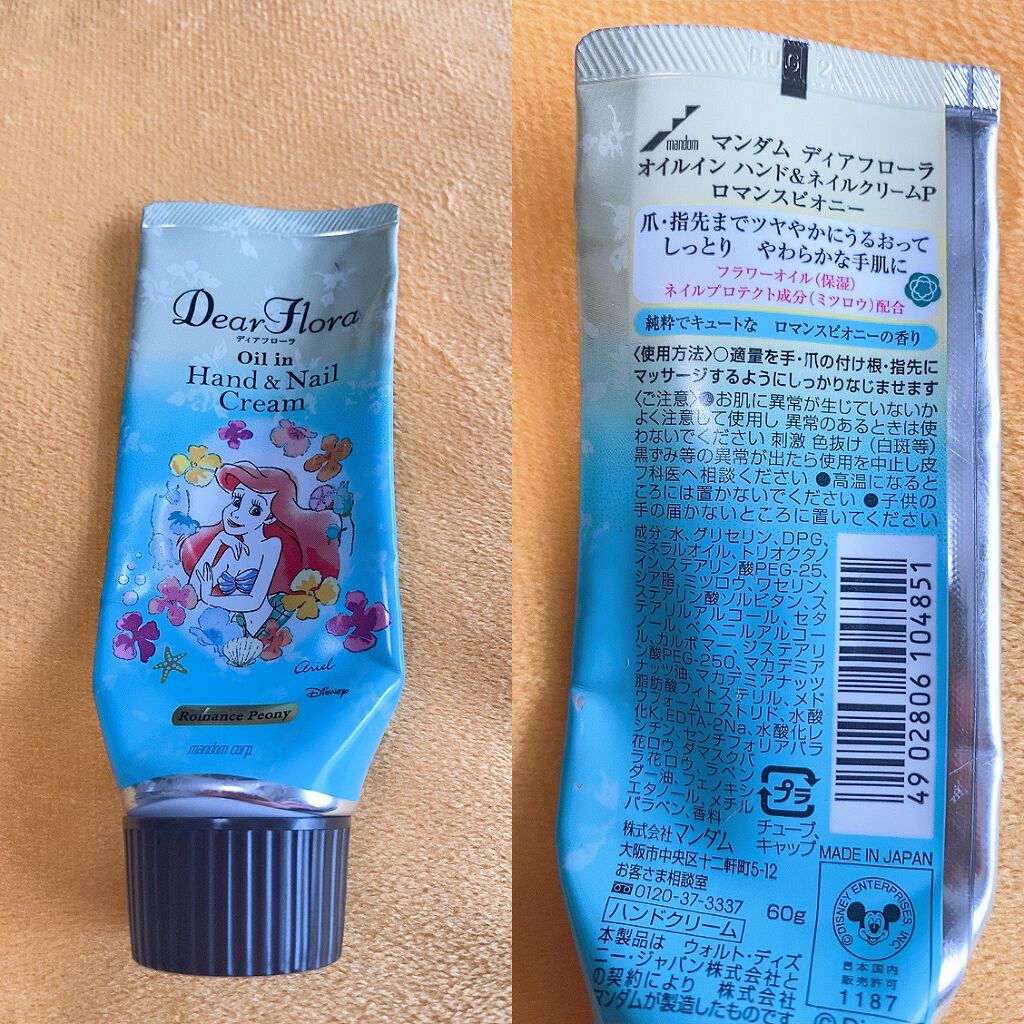 Dear Flora
ディアフローラ
Oil in
Hand & Nail
Cream
Ariel
Disney
Romance Peony
mandom corp.
mandom
マンダム ディアフローラ
オイルイン ハンド&ネイルクリームP
ロマンスピオニー
爪・指先までツヤやかにうるおって
しっとり やわらかな手肌に
フラワーオイル(保湿)
ネイルプロテクト成分(ミツロウ)配合
純粋でキュートな ロマンスピオニーの香り
〈使用方法〉○適量を手・爪の付け根・指先に
マッサージするようにしっかりなじませます
〈ご注意〉●お肌に異常が生じていないか
よく注意して使用し 異常のあるときは使
わないでください 刺激 色抜け(白斑等)
黒ずみ等の異常が出たら使用を中止し皮
フ科医へ相談ください ●高温になると
ころには置かないでください ●子供の
手の届かないところに置いてください
成分:水、グリセリン、DPG、
ミネラルオイル、トリオクタノ
イン、ステアリン酸PEG-25、
シア脂、ミツロウ、ワセリン、
ステアリン酸ソルビタン、ス
テアリルアルコール、セタ
ノール、ベヘニルアルコー
ル、カルボマー、ジステアリ
ン酸PEG-250、マカデミア
ナッツ油、マカデミアナッツ
脂肪酸フィトステリル、メド
ウフォームエストリド、水酸
化K、EDTA-2Na、水酸化レ
シチン、センチフォリアバラ
花ロウ、ダマスクバ
ラ花ロウ、ラベン
ダー油、フェノキシ
エタノール、メチル
パラベン、香料
プラ
チューブ、
キャップ
4902806104851
株式会社マンダム
大阪市中央区十二軒町5-12
お客さま相談室
0120-37-3337
60g
ハンドクリーム
本製品は ウォルト・ディズ
ニー・ジャパン株式会社と
の契約により 株式会社
マンダムが製造したものです
MADE IN JAPAN
©DISNEY ENTERPRISES, INC.
日本国内
販売許可
1187